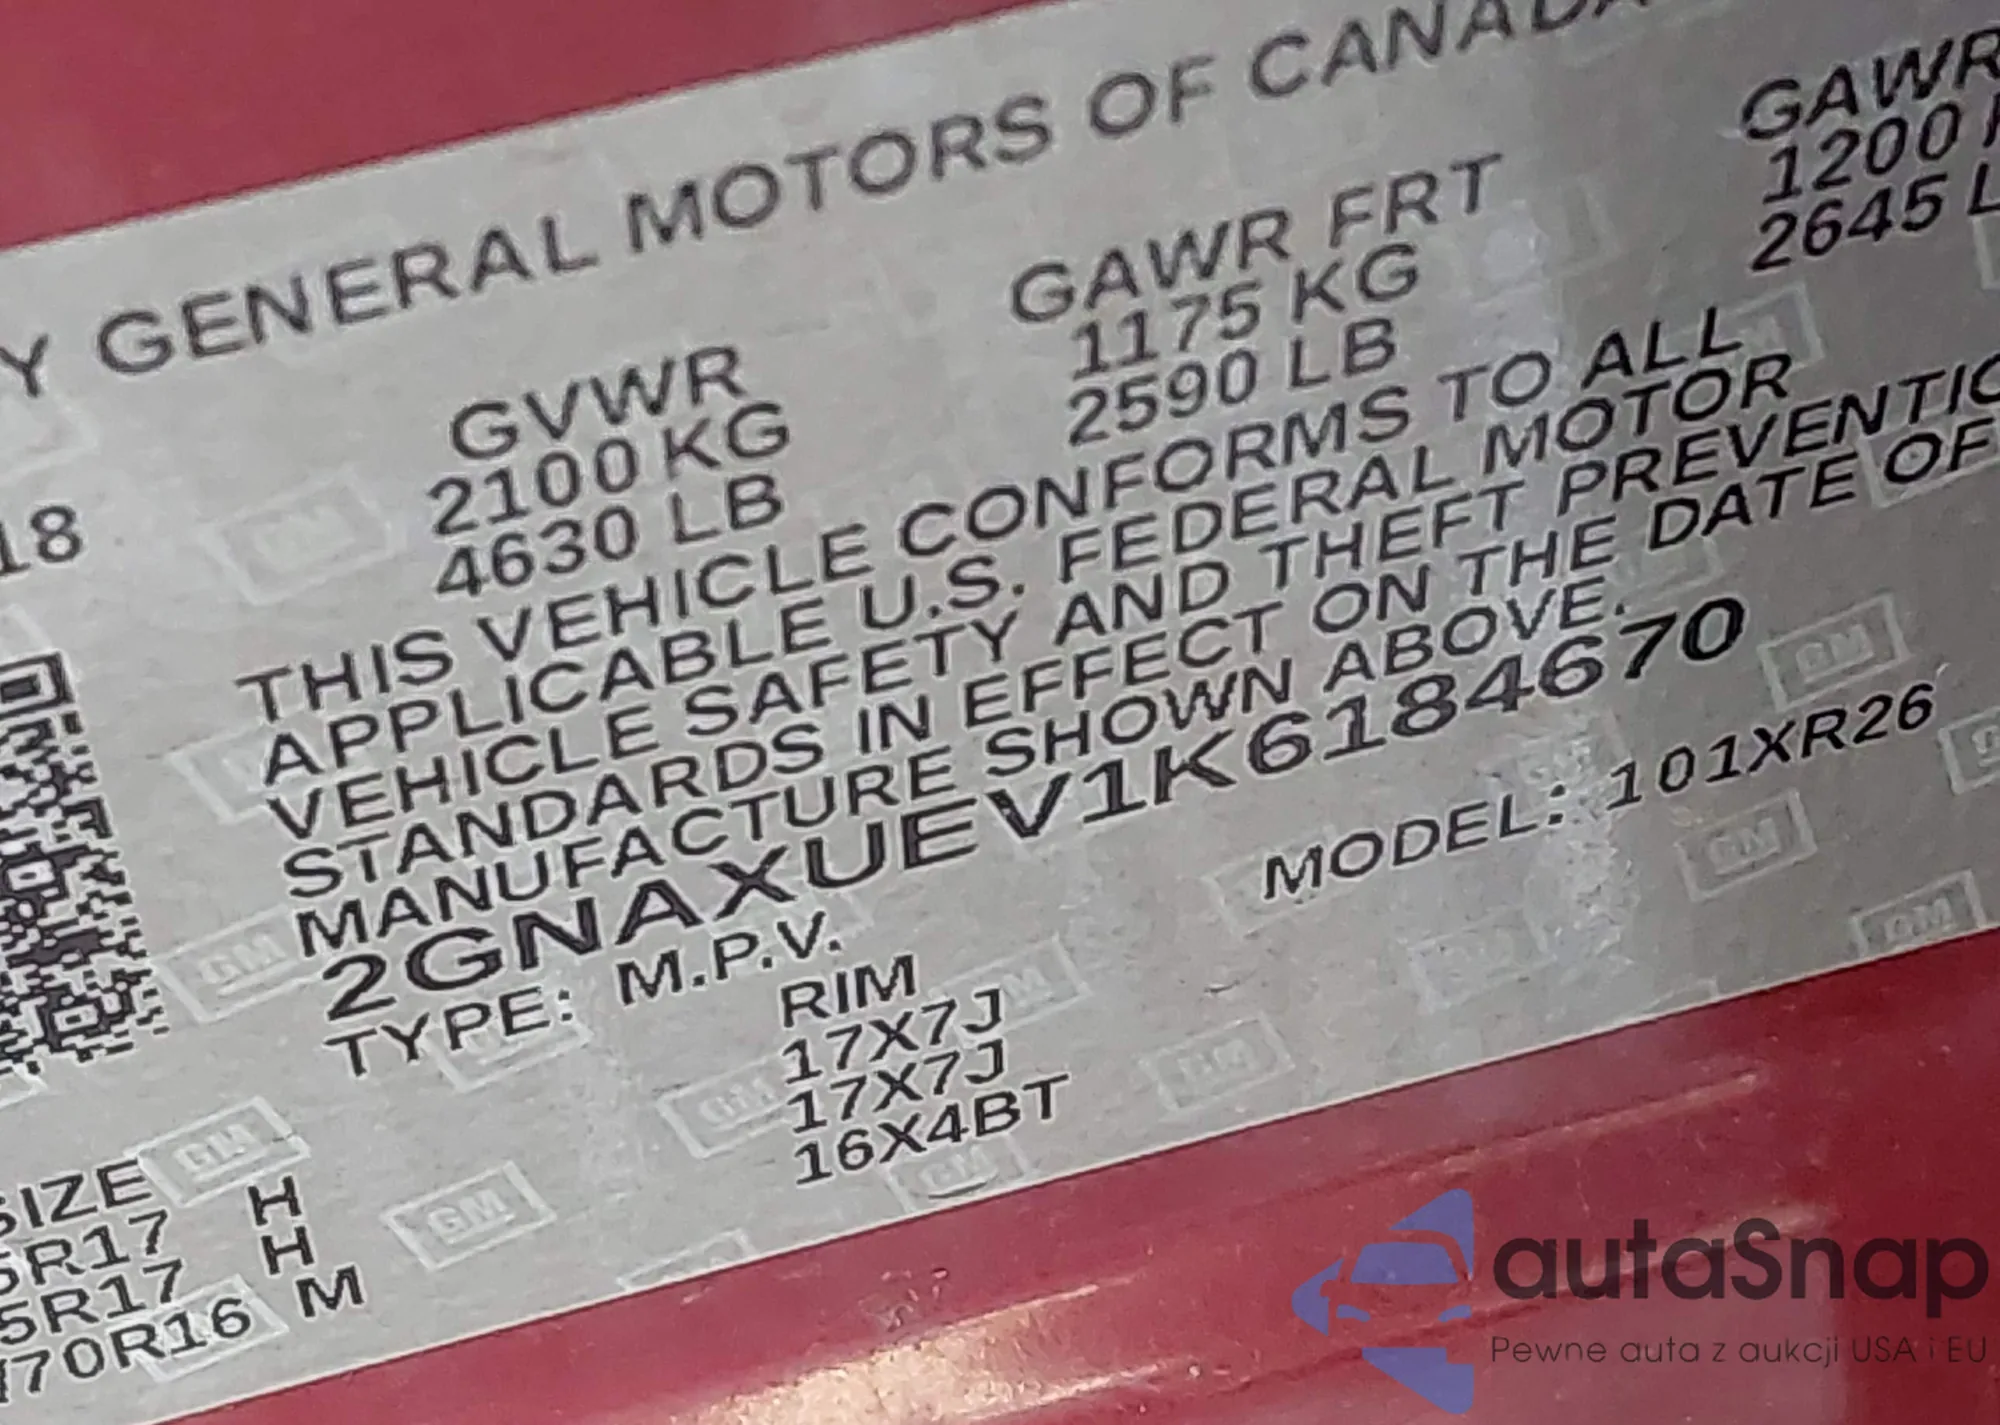 Y GENERAL MOTORS OF CANADA
18
GVWR
2100 KG
4630 LB
GAWR FRT
1175 KG
2590 LB
GAWR
1200
2645
THIS VEHICLE CONFORMS TO ALL
APPLICABLE U.S. FEDERAL MOTOR
VEHICLE SAFETY AND THEFT PREVENTIO
STANDARDS IN EFFECT ON THE DATE OF
MANUFACTURE SHOWN ABOVE.
2GNAXUEV1K6184670
TYPE: M.P.V.
MODEL: 101XR26
SIZE RIM
5R17 H 17X7J
5R17 H 17X7J
70R16 M 16X4BT
GM
autaSnap
Pewne auta z aukcji USA i EU